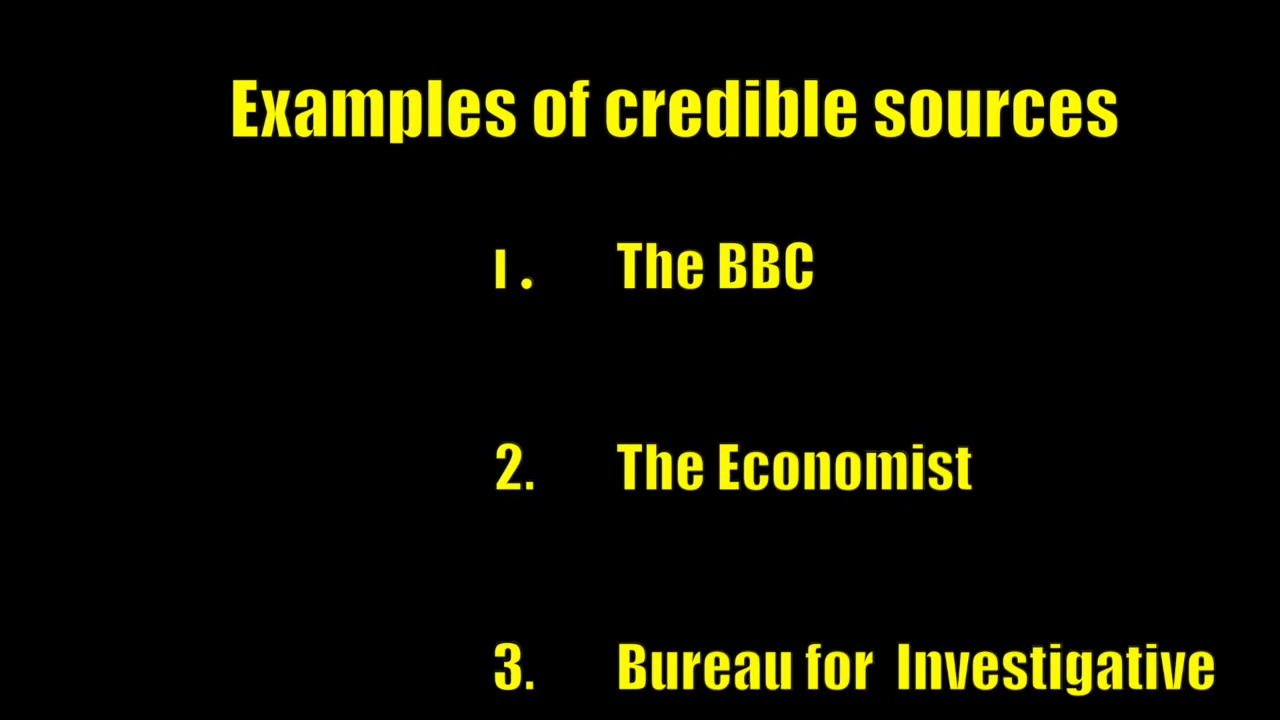 Examples of credible sources
1. The BBC
2. The Economist
3. Bureau for Investigative